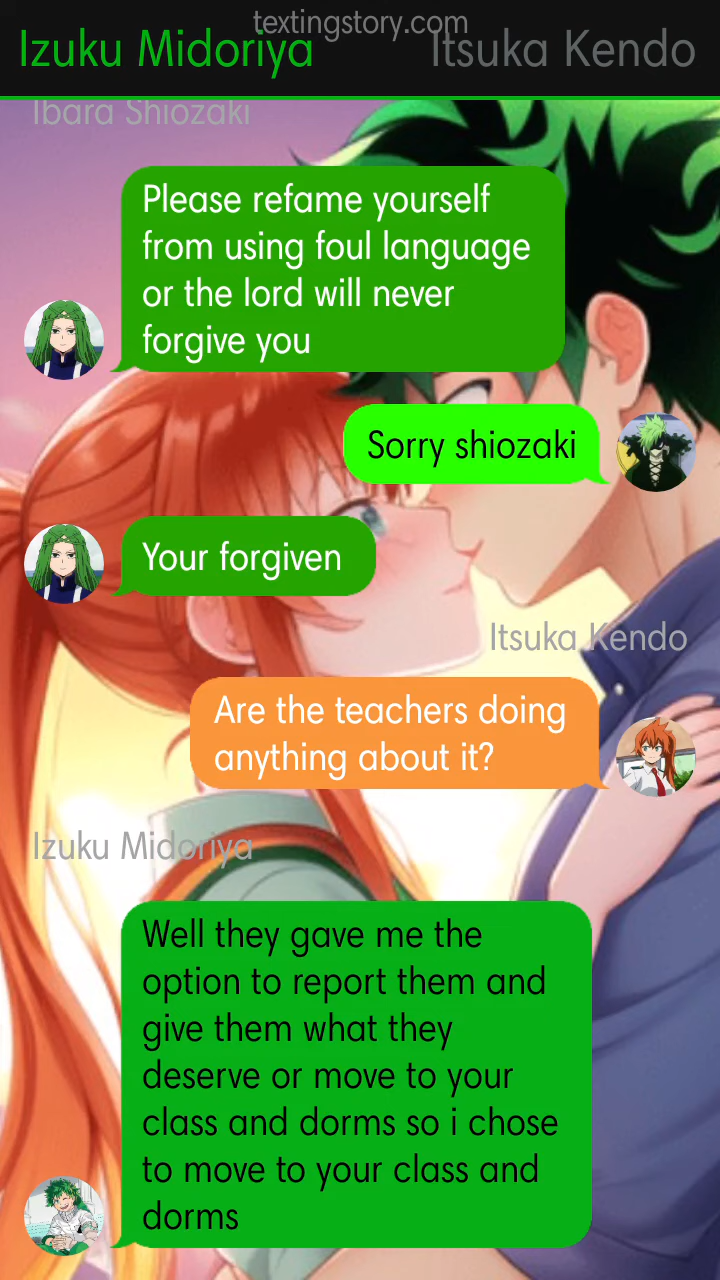 textingstory.com
Izuku Midoriya
Itsuka Kendo
Ibara Shiozaki
Please refame yourself
from using foul language
or the lord will never
forgive you
Sorry shiozaki
Your forgiven
Itsuka Kendo
Are the teachers doing
anything about it?
Izuku Midoriya
Well they gave me the
option to report them and
give them what they
deserve or move to your
class and dorms so i chose
to move to your class and
dorms